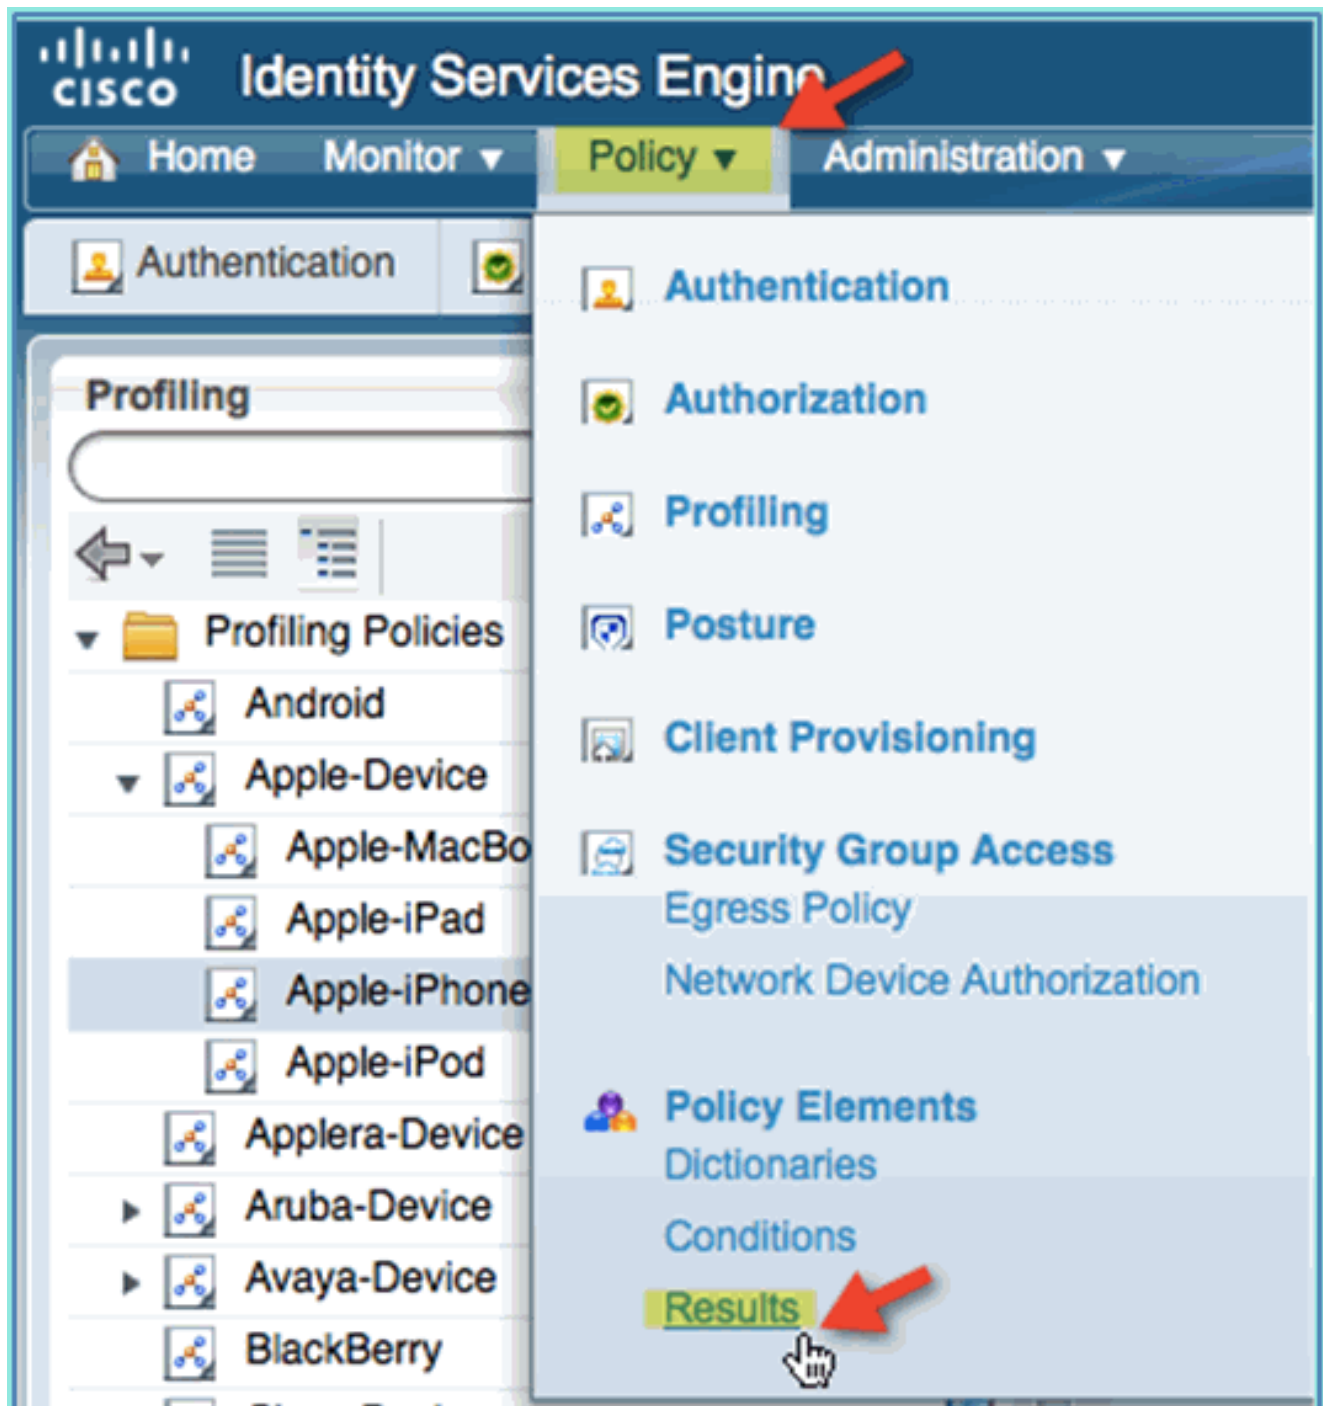 CISCO Identity Services Engine
Home Monitor Policy Administration
Authentication
Profiling
Profiling Policies
Android
Apple-Device
Apple-MacBo
Apple-iPad
Apple-iPhone
Apple-iPod
Applera-Device
Aruba-Device
Avaya-Device
BlackBerry
Authentication
Authorization
Profiling
Posture
Client Provisioning
Security Group Access
Egress Policy
Network Device Authorization
Policy Elements
Dictionaries
Conditions
Results